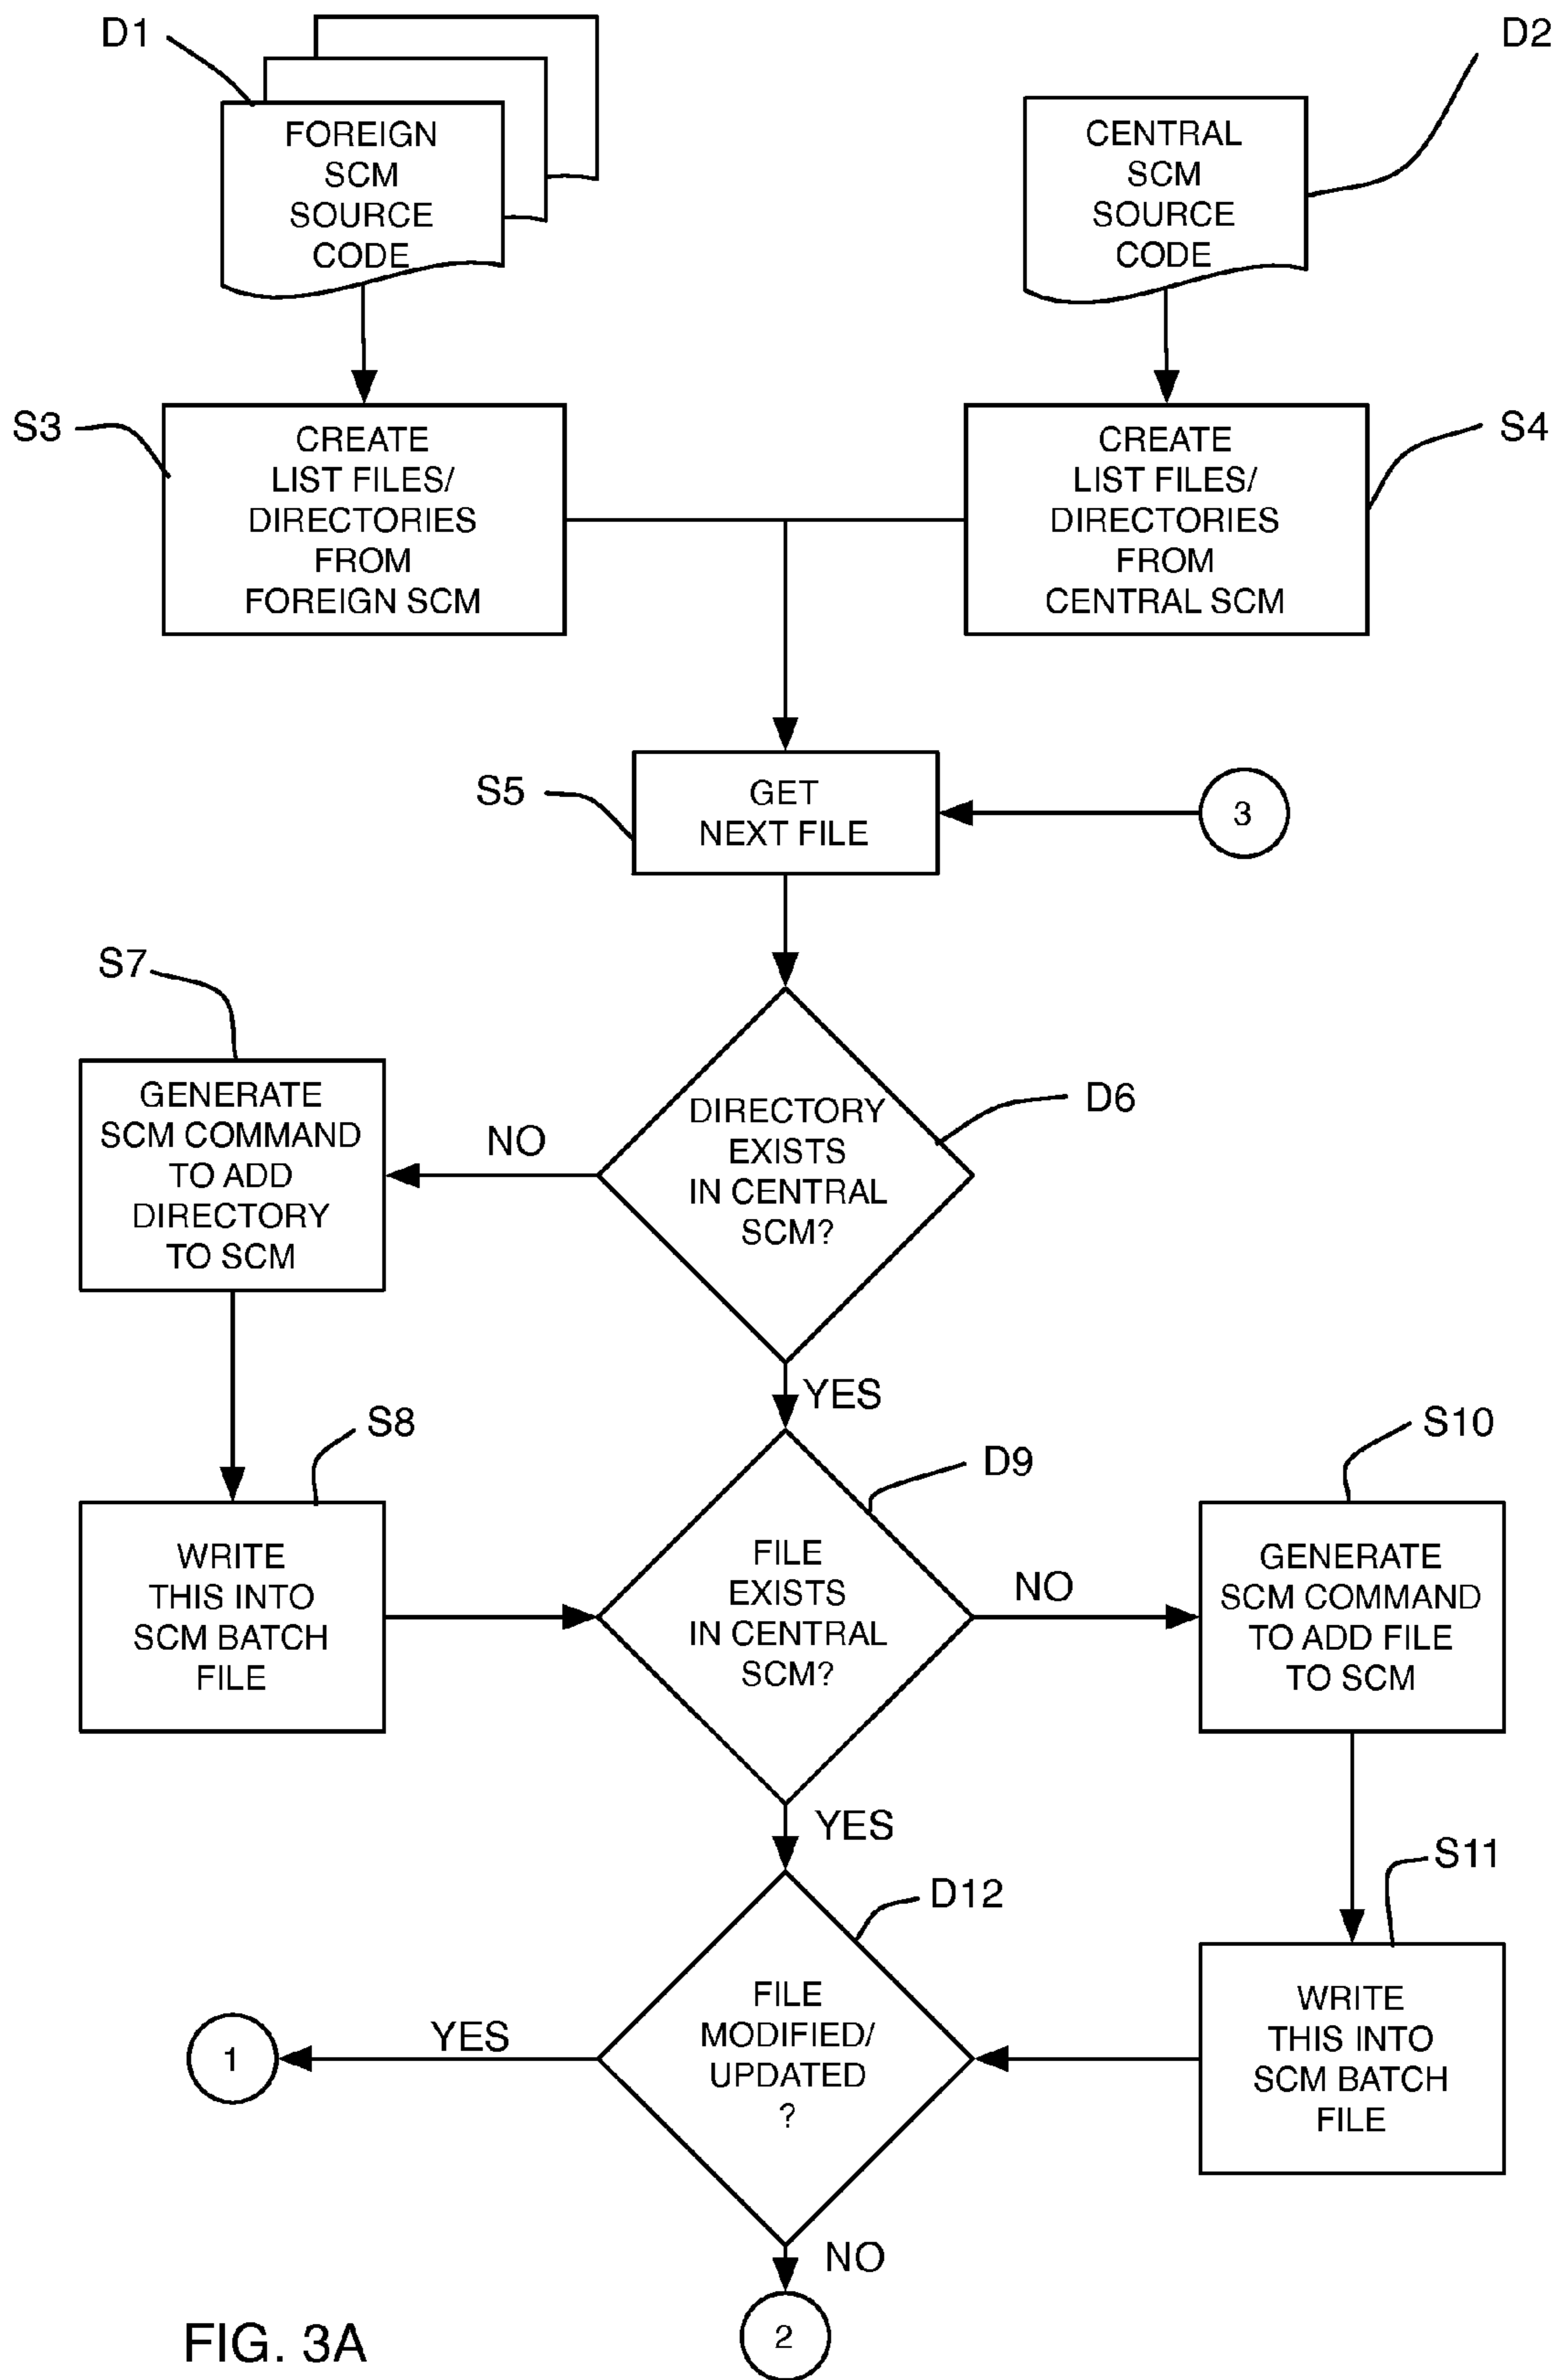 D1
D2
FOREIGN
SCM
SOURCE
CODE
CENTRAL
SCM
SOURCE
CODE
S3
S4
CREATE
LIST FILES/
DIRECTORIES
FROM
FOREIGN SCM
CREATE
LIST FILES/
DIRECTORIES
FROM
CENTRAL SCM
S5
GET
NEXT FILE
3
S7
GENERATE
SCM COMMAND
TO ADD
DIRECTORY
TO SCM
NO
DIRECTORY
EXISTS
IN CENTRAL
SCM?
D6
YES
S8
D9
S10
WRITE
THIS INTO
SCM BATCH
FILE
FILE
EXISTS
IN CENTRAL
SCM?
NO
GENERATE
SCM COMMAND
TO ADD FILE
TO SCM
YES
S11
D12
1
YES
FILE
MODIFIED/
UPDATED
?
WRITE
THIS INTO
SCM BATCH
FILE
NO
2
FIG. 3A